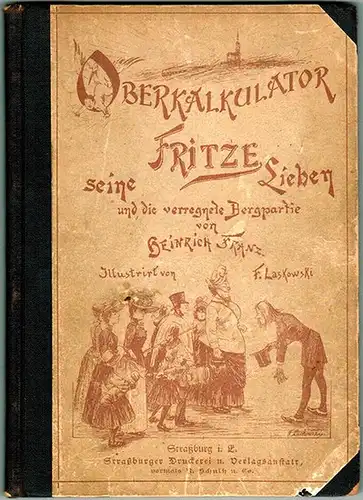 OBERKALKULATOR
FRITZE
seine Lieben
und die verregnete Bergpartie
von
HEINRICH FRANZ.
Illustrirt von F. Laskowski
Straßburg i. E.
Straßburger Druckerei u. Verlagsanstalt,
vormals R. Schultz u. Co.